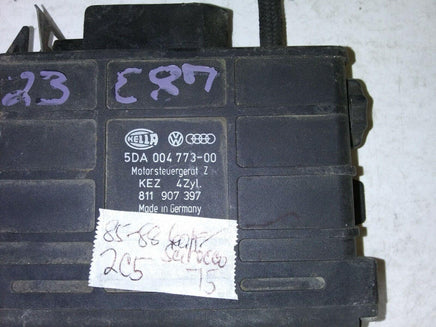 23 E87
HELLA
5DA 004 773-00
Motorsteuergerät Z
KEZ 4Zyl.
811 907 397
Made in Germany
85-88
2C5 Scirocco
75